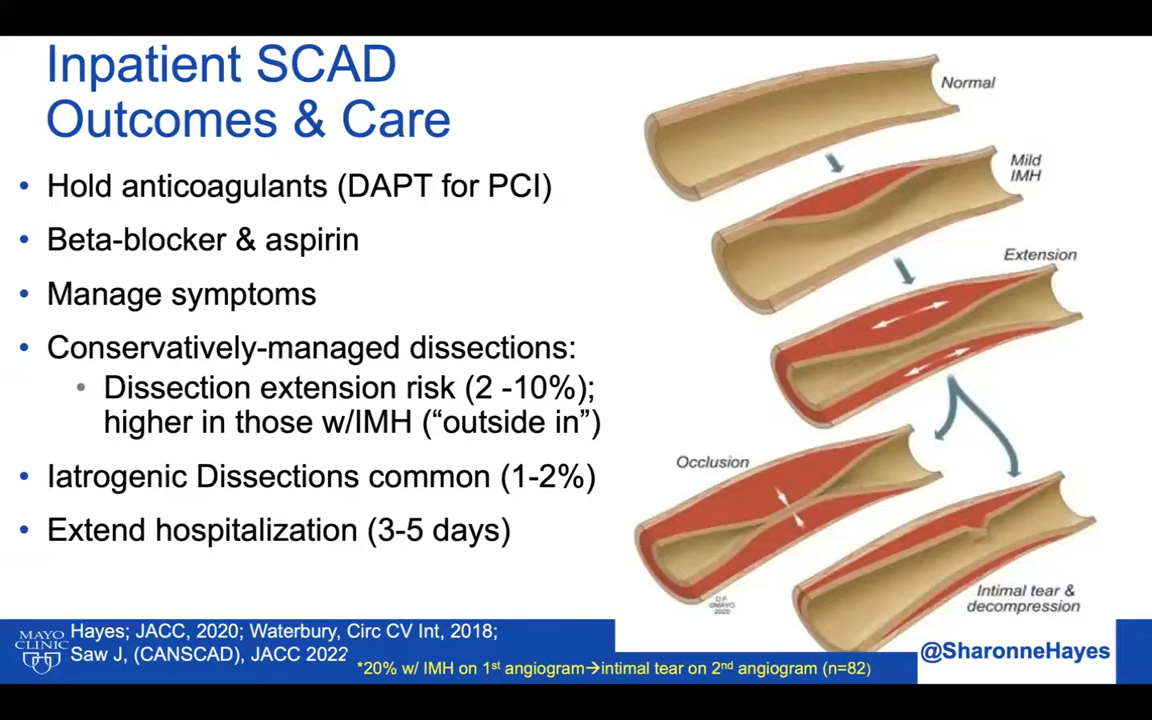 Inpatient SCAD
Outcomes & Care
• Hold anticoagulants (DAPT for PCI)
• Beta-blocker & aspirin
• Manage symptoms
• Conservatively-managed dissections:
• Dissection extension risk (2 -10%);
higher in those w/IMH (“outside in”)
• Iatrogenic Dissections common (1-2%)
• Extend hospitalization (3-5 days)
Normal
Mild
IMH
Extension
Occlusion
Intimal tear &
decompression
D.F.
©MAYO
2020
MAYO
CLINIC
Hayes; JACC, 2020; Waterbury, Circ CV Int, 2018;
Saw J, (CANSCAD), JACC 2022
*20% w/ IMH on 1st angiogram→intimal tear on 2nd angiogram (n=82)
@SharonneHayes